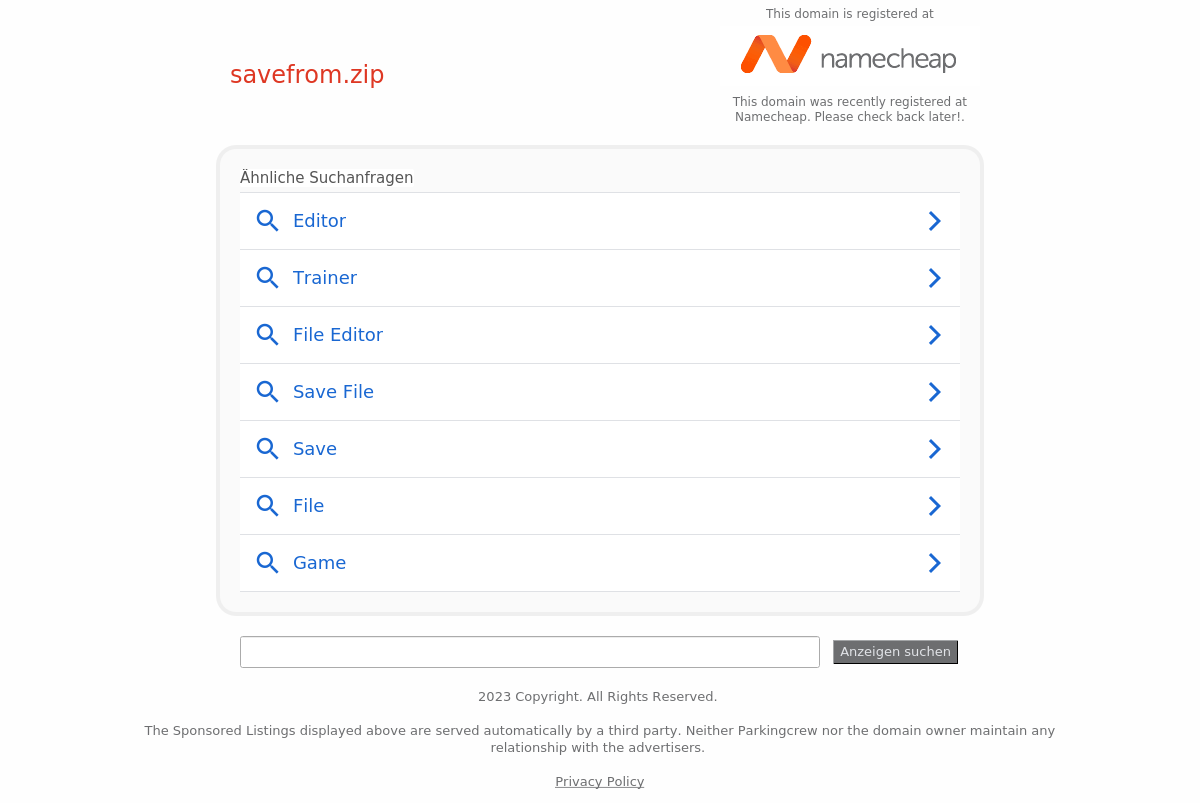 This domain is registered at
namecheap
savefrom.zip
This domain was recently registered at
Namecheap. Please check back later!.
Ähnliche Suchanfragen
Editor
Trainer
File Editor
Save File
Save
File
Game
Anzeigen suchen
2023 Copyright. All Rights Reserved.
The Sponsored Listings displayed above are served automatically by a third party. Neither Parkingcrew nor the domain owner maintain any
relationship with the advertisers.
Privacy Policy